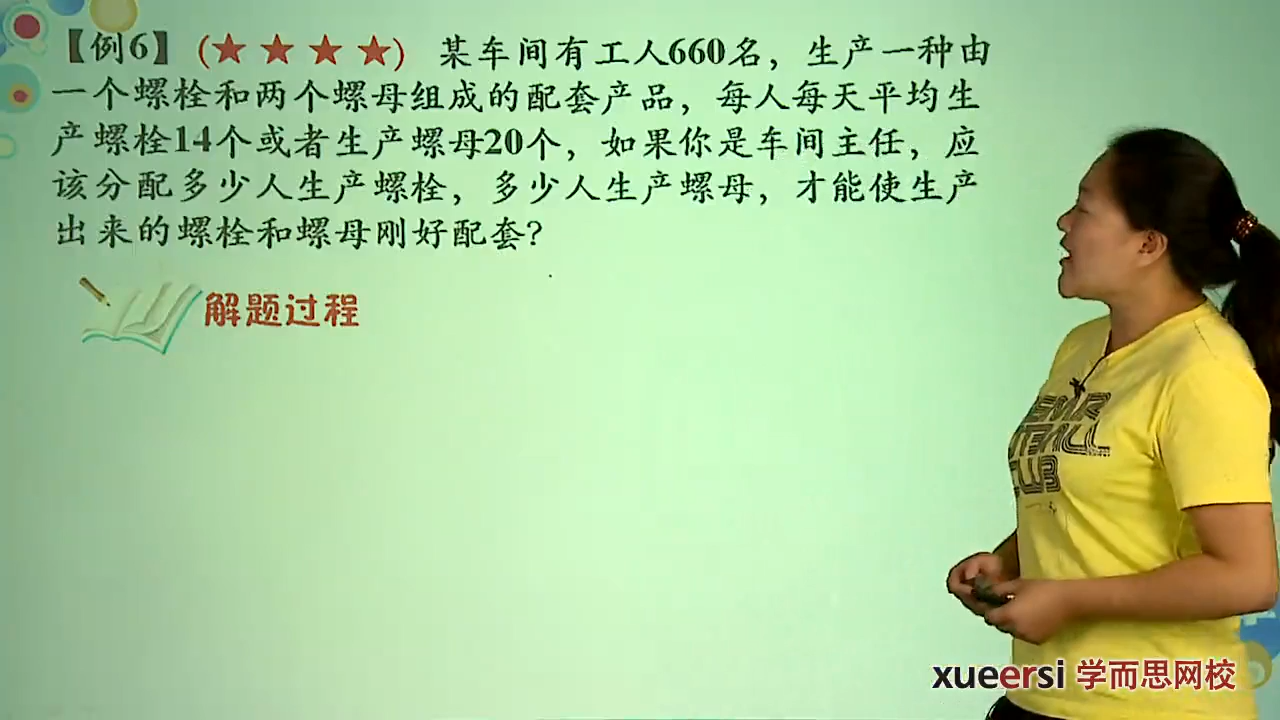 【例6】(★★★★) 某车间有工人660名，生产一种由
一个螺栓和两个螺母组成的配套产品，每人每天平均生
产螺栓14个或者生产螺母20个，如果你是车间主任，应
该分配多少人生产螺栓，多少人生产螺母，才能使生产
出来的螺栓和螺母刚好配套？
解题过程
CLUB
xueersi 学而思网校